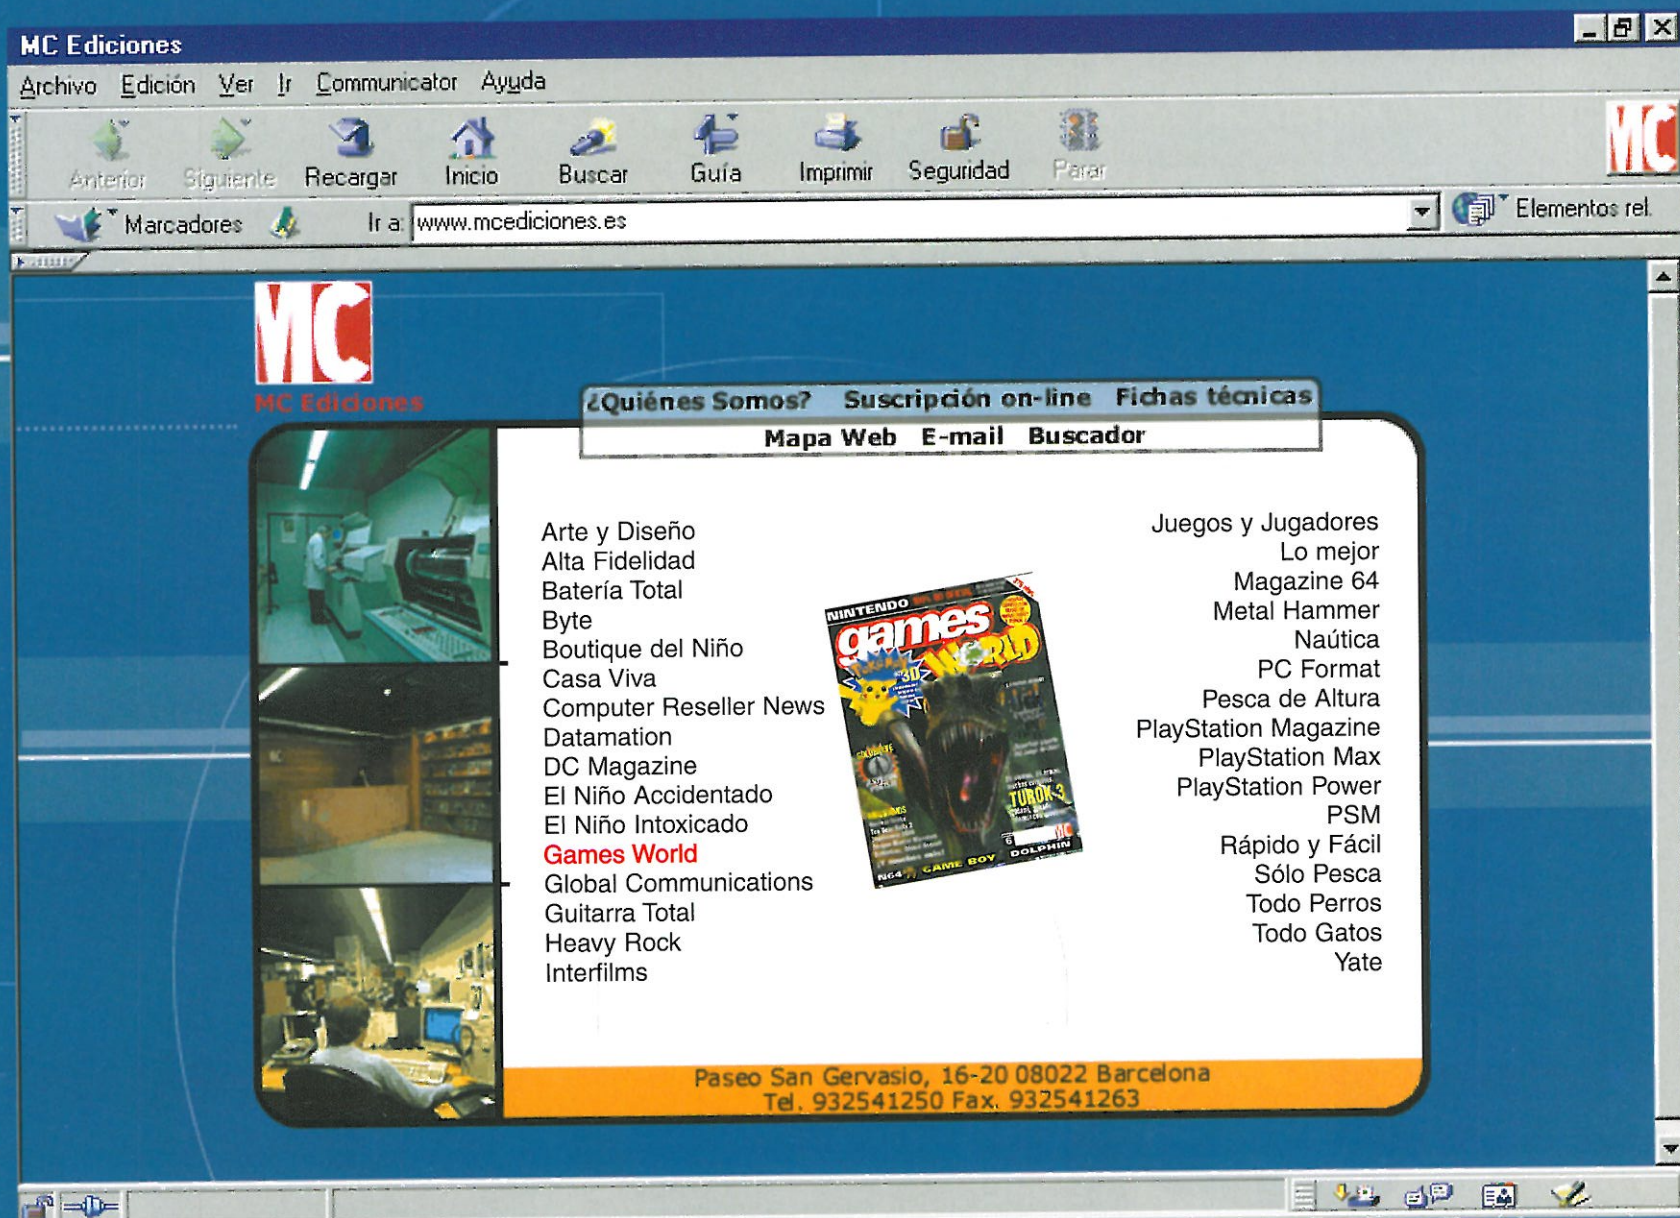 MC Ediciones
Archivo Edición Ver Ir Communicator Ayuda
MC
Anterior Siguiente Recargar Inicio Buscar Guía Imprimir Seguridad Parar
Marcadores Ir a: www.mcediciones.es Elementos rel.
MC
MC Ediciones
¿Quiénes Somos? Suscripción on-line Fichas técnicas
Mapa Web E-mail Buscador
Arte y Diseño
Alta Fidelidad
Batería Total
Byte
Boutique del Niño
Casa Viva
Computer Reseller News
Datamation
DC Magazine
El Niño Accidentado
El Niño Intoxicado
Games World
Global Communications
Guitarra Total
Heavy Rock
Interfilms
NINTENDO
games
WORLD
POKéMON
3D
TUROK 3
6
MC
N64 GAME BOY DOLPHIN
Juegos y Jugadores
Lo mejor
Magazine 64
Metal Hammer
Naútica
PC Format
Pesca de Altura
PlayStation Magazine
PlayStation Max
PlayStation Power
PSM
Rápido y Fácil
Sólo Pesca
Todo Perros
Todo Gatos
Yate
Paseo San Gervasio, 16-20 08022 Barcelona
Tel. 932541250 Fax. 932541263